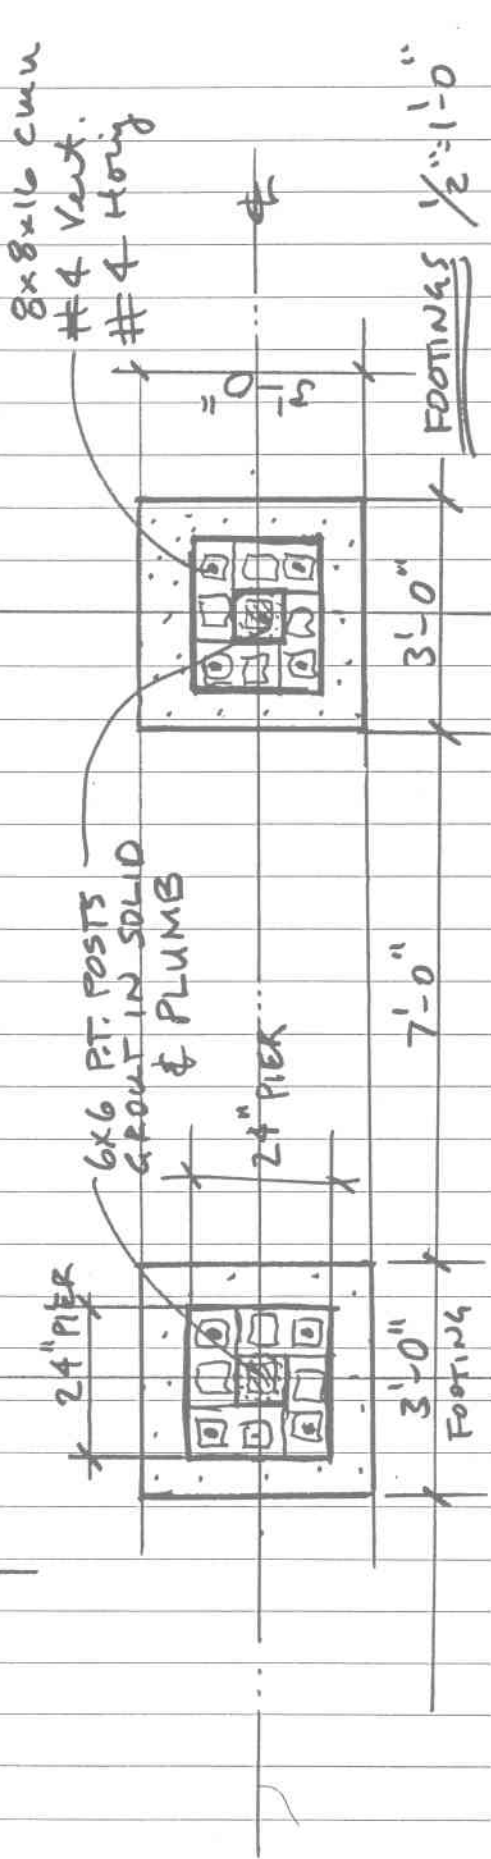 8x8x16 cmu
#4 Vert.
#4 Horiz
6x6 P.T. POSTS
GROUT IN SOLID
& PLUMB
24" PIER
24" PIER
3'-0"
3'-0"
FOOTING
7'-0"
3'-0"
FOOTINGS 1/2"=1'-0"